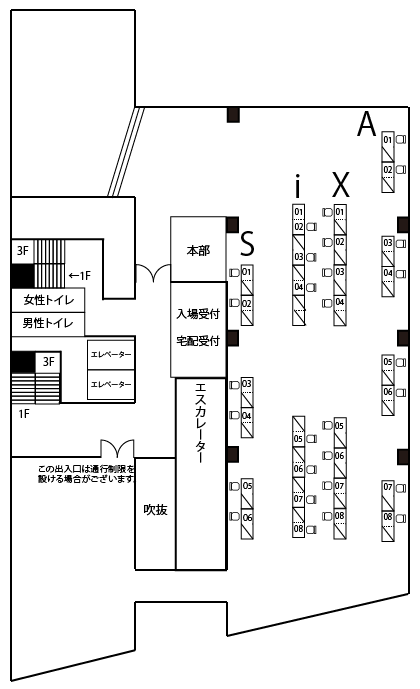 A
01
02
03
04
05
06
07
08
X
01
02
03
04
05
06
07
08
i
01
02
03
04
05
06
07
08
S
01
02
03
04
05
06
本部
入場受付
宅配受付
エスカレーター
吹抜
3F
←1F
女性トイレ
男性トイレ
エレベーター
エレベーター
3F
1F
この出入口は通行制限を
設ける場合がございます。